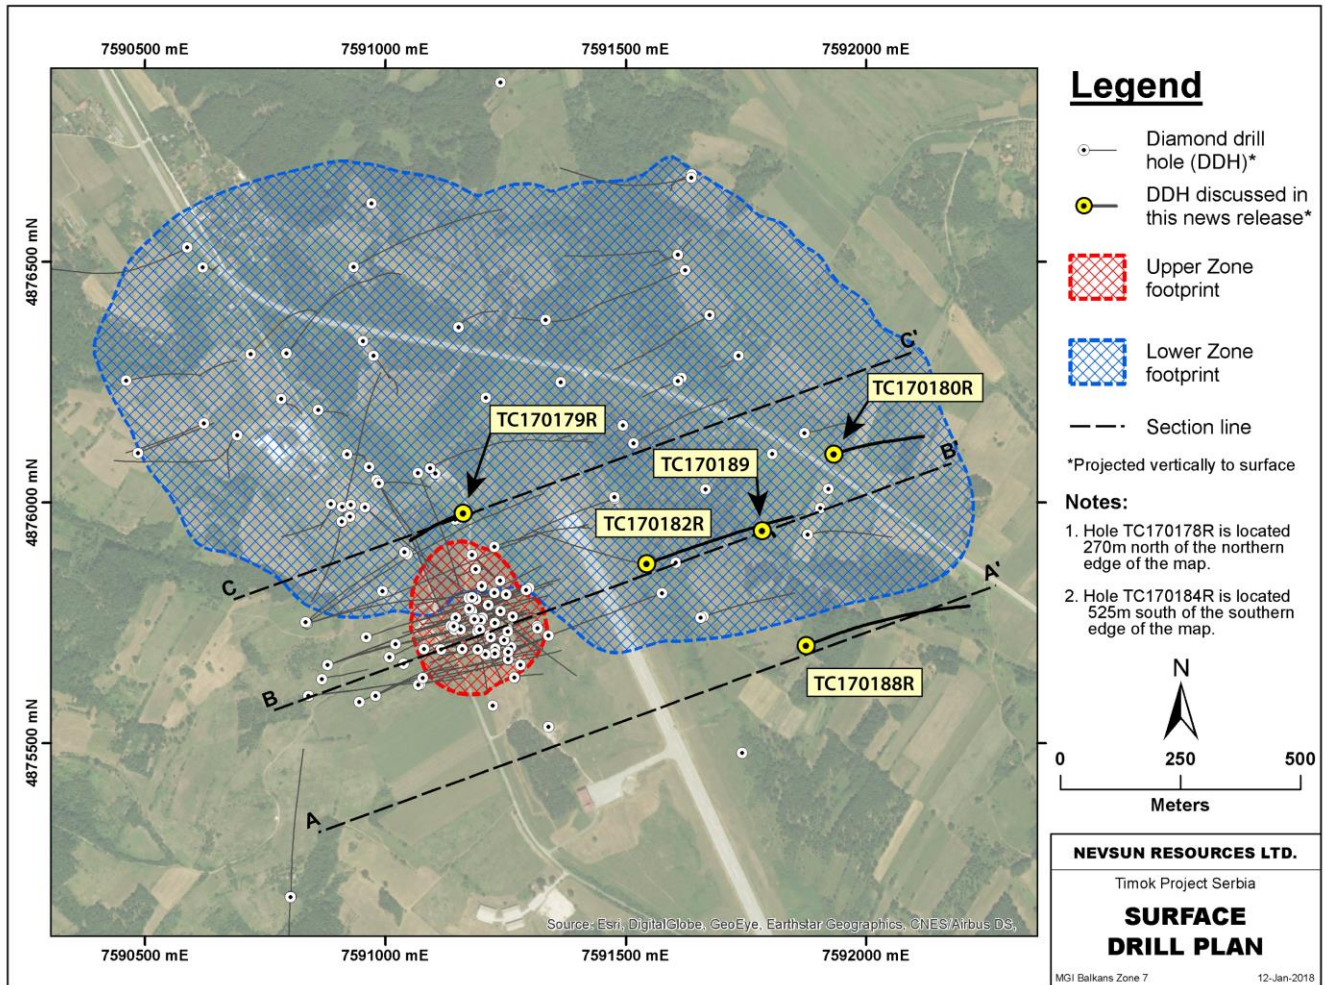 7590500 mE
7591000 mE
7591500 mE
7592000 mE
4876500 mN
4876000 mN
4875500 mN
C'
TC170180R
TC170179R
B'
TC170189
TC170182R
A'
C
TC170188R
B
A
Source: Esri, DigitalGlobe, GeoEye, Earthstar Geographics, CNES/Airbus DS,
7590500 mE
7591000 mE
7591500 mE
7592000 mE
Legend
Diamond drill
hole (DDH)*
DDH discussed in
this news release*
Upper Zone
footprint
Lower Zone
footprint
Section line
*Projected vertically to surface
Notes:
1. Hole TC170178R is located
270m north of the northern
edge of the map.
2. Hole TC170184R is located
525m south of the southern
edge of the map.
N
0 250 500
Meters
NEVSUN RESOURCES LTD.
Timok Project Serbia
SURFACE
DRILL PLAN
MGI Balkans Zone 7
12-Jan-2018